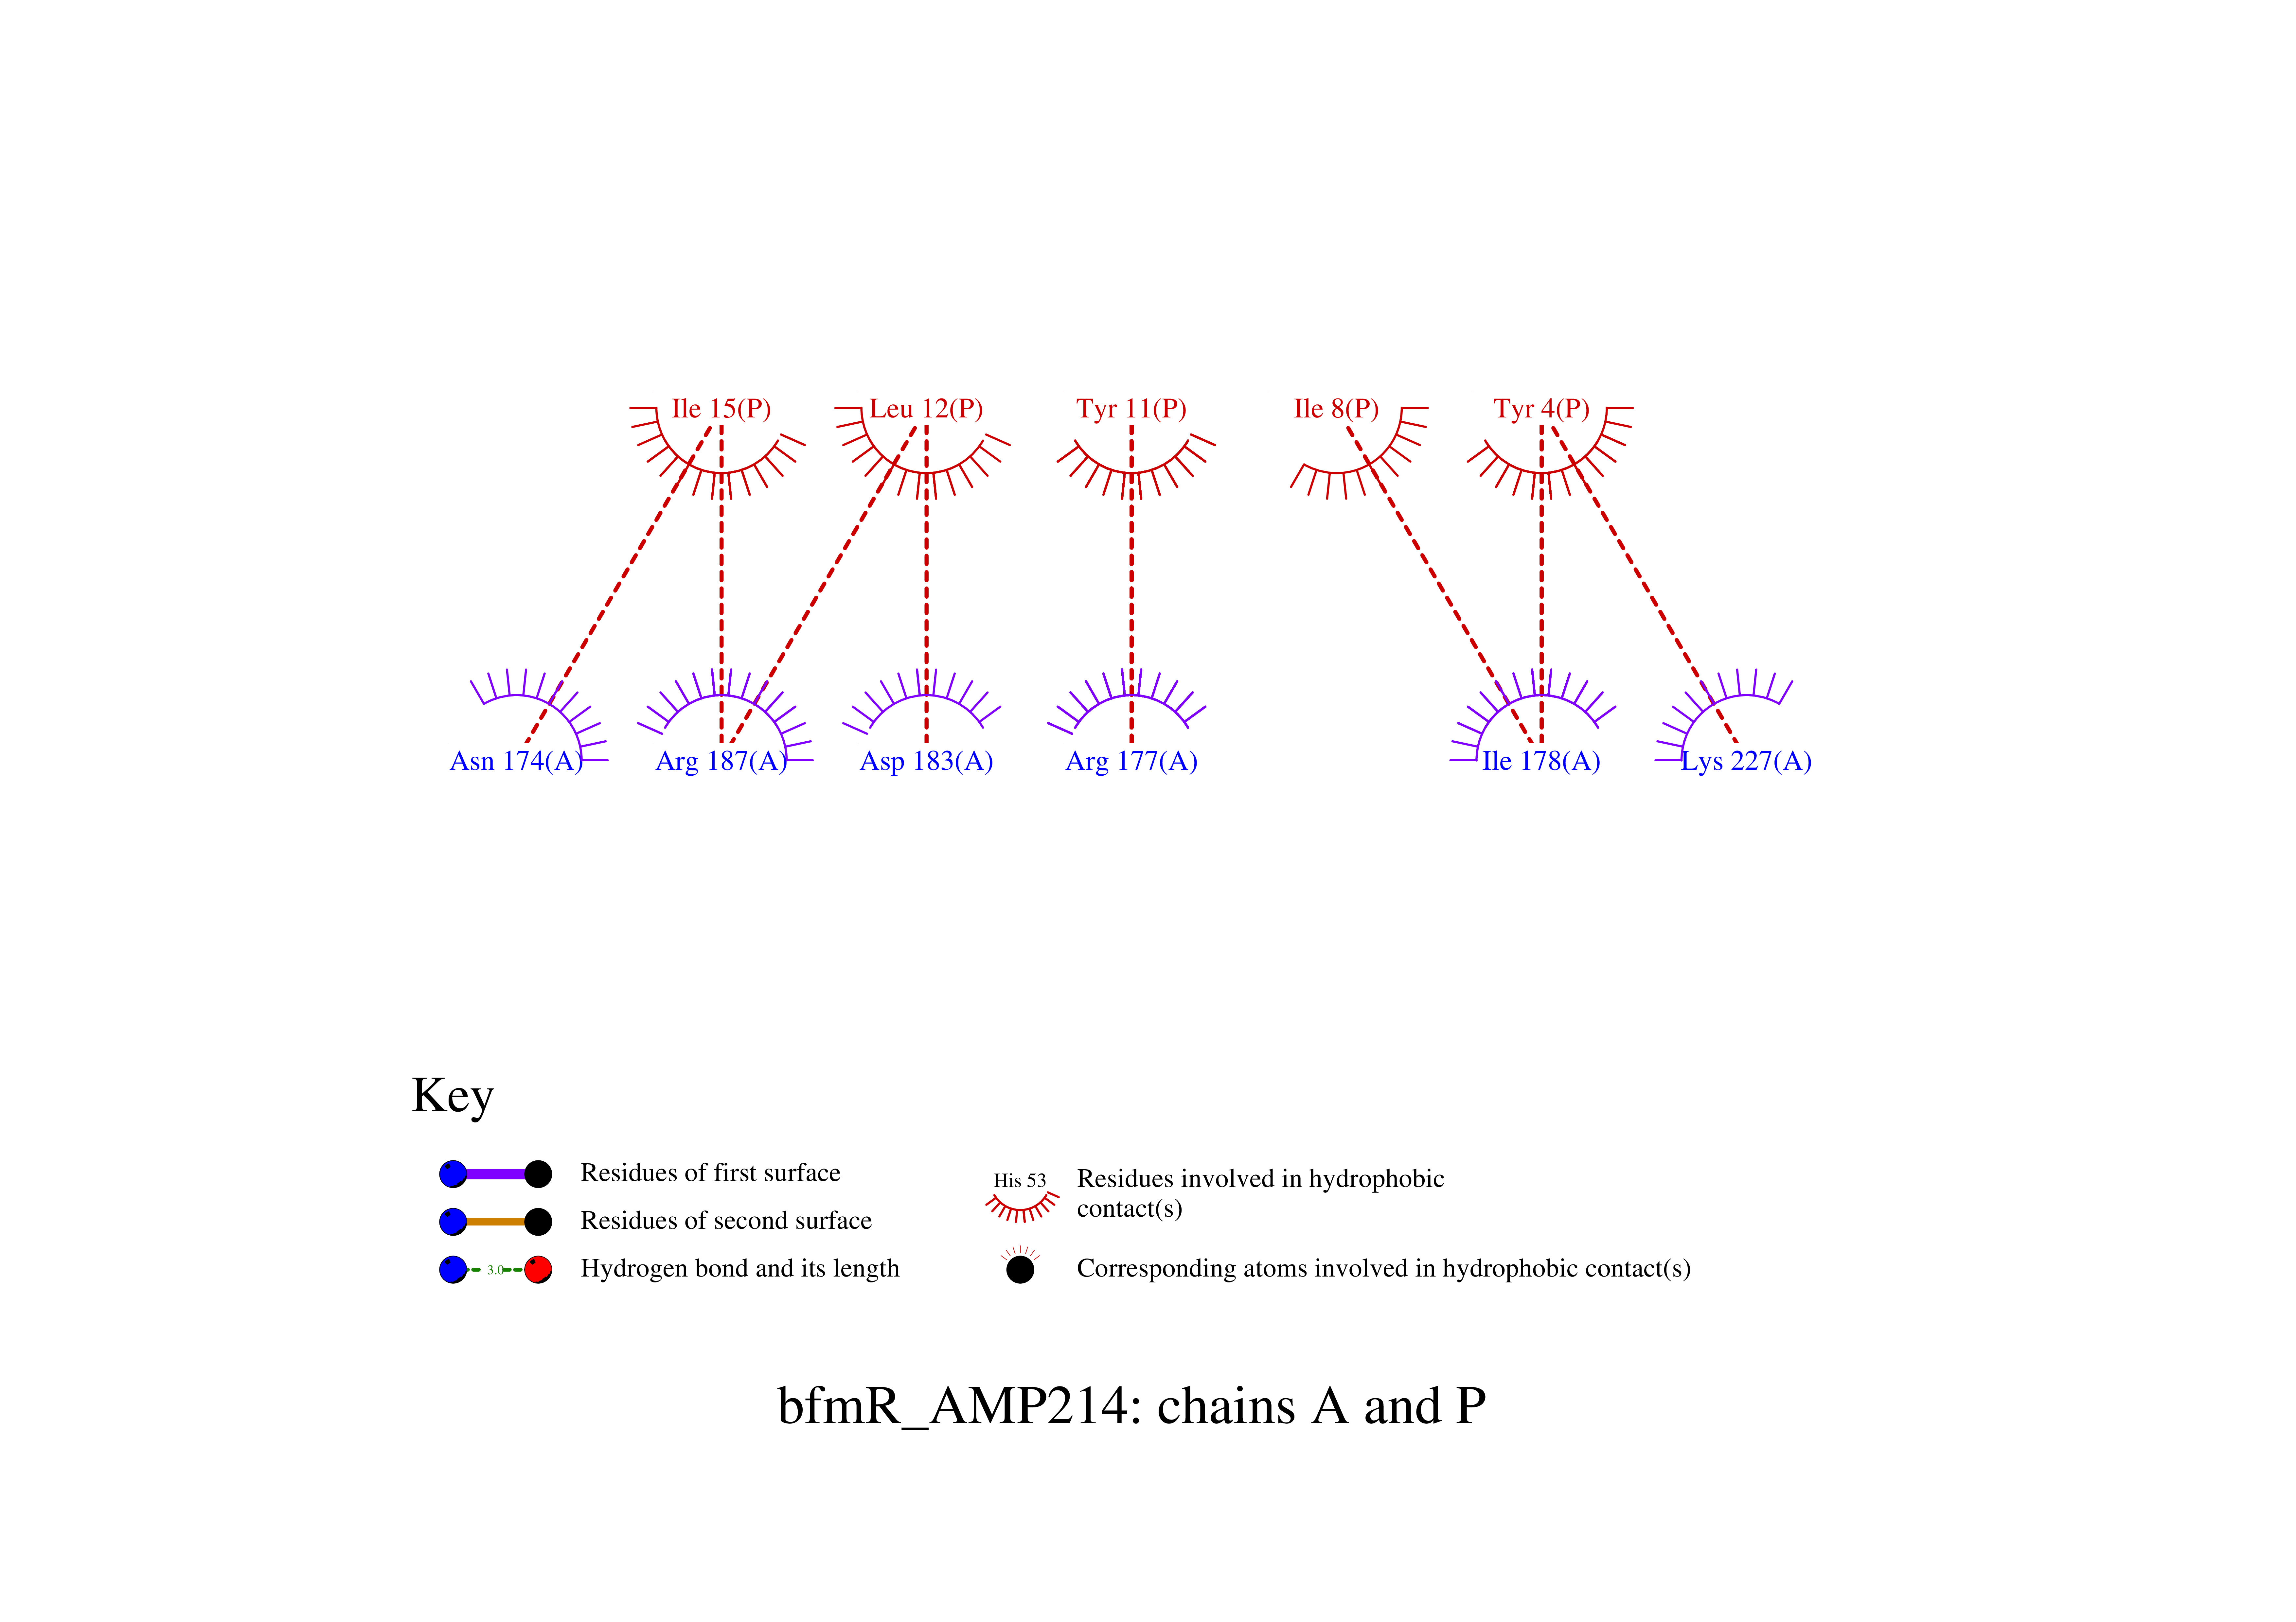 Ile 15(P) Leu 12(P) Tyr 11(P) Ile 8(P) Tyr 4(P)
Asn 174(A) Arg 187(A) Asp 183(A) Arg 177(A) Ile 178(A) Lys 227(A)
Key
Residues of first surface
Residues of second surface
3.0 Hydrogen bond and its length
His 53 Residues involved in hydrophobic
contact(s)
Corresponding atoms involved in hydrophobic contact(s)
bfmR_AMP214: chains A and P